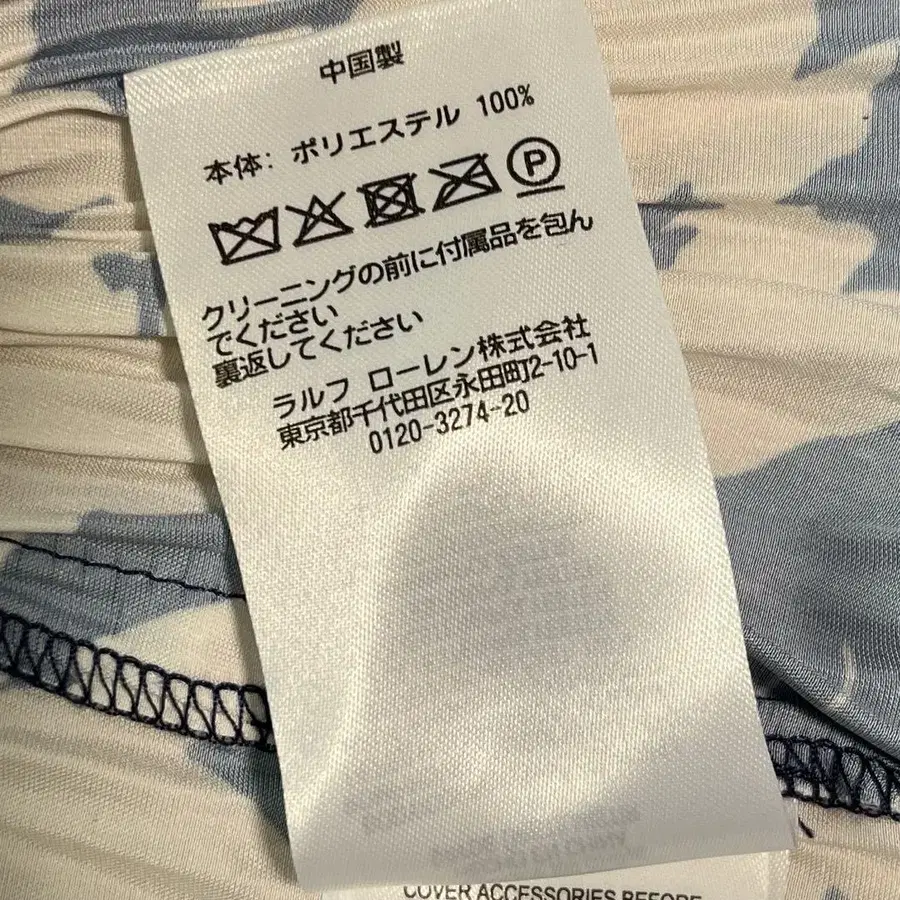 中国製
本体: ポリエステル 100%
P
クリーニングの前に付属品を包ん
でください
裏返してください
ラルフ ローレン株式会社
東京都千代田区永田町2-10-1
0120-3274-20
COVER ACCESSORIES BEFORE